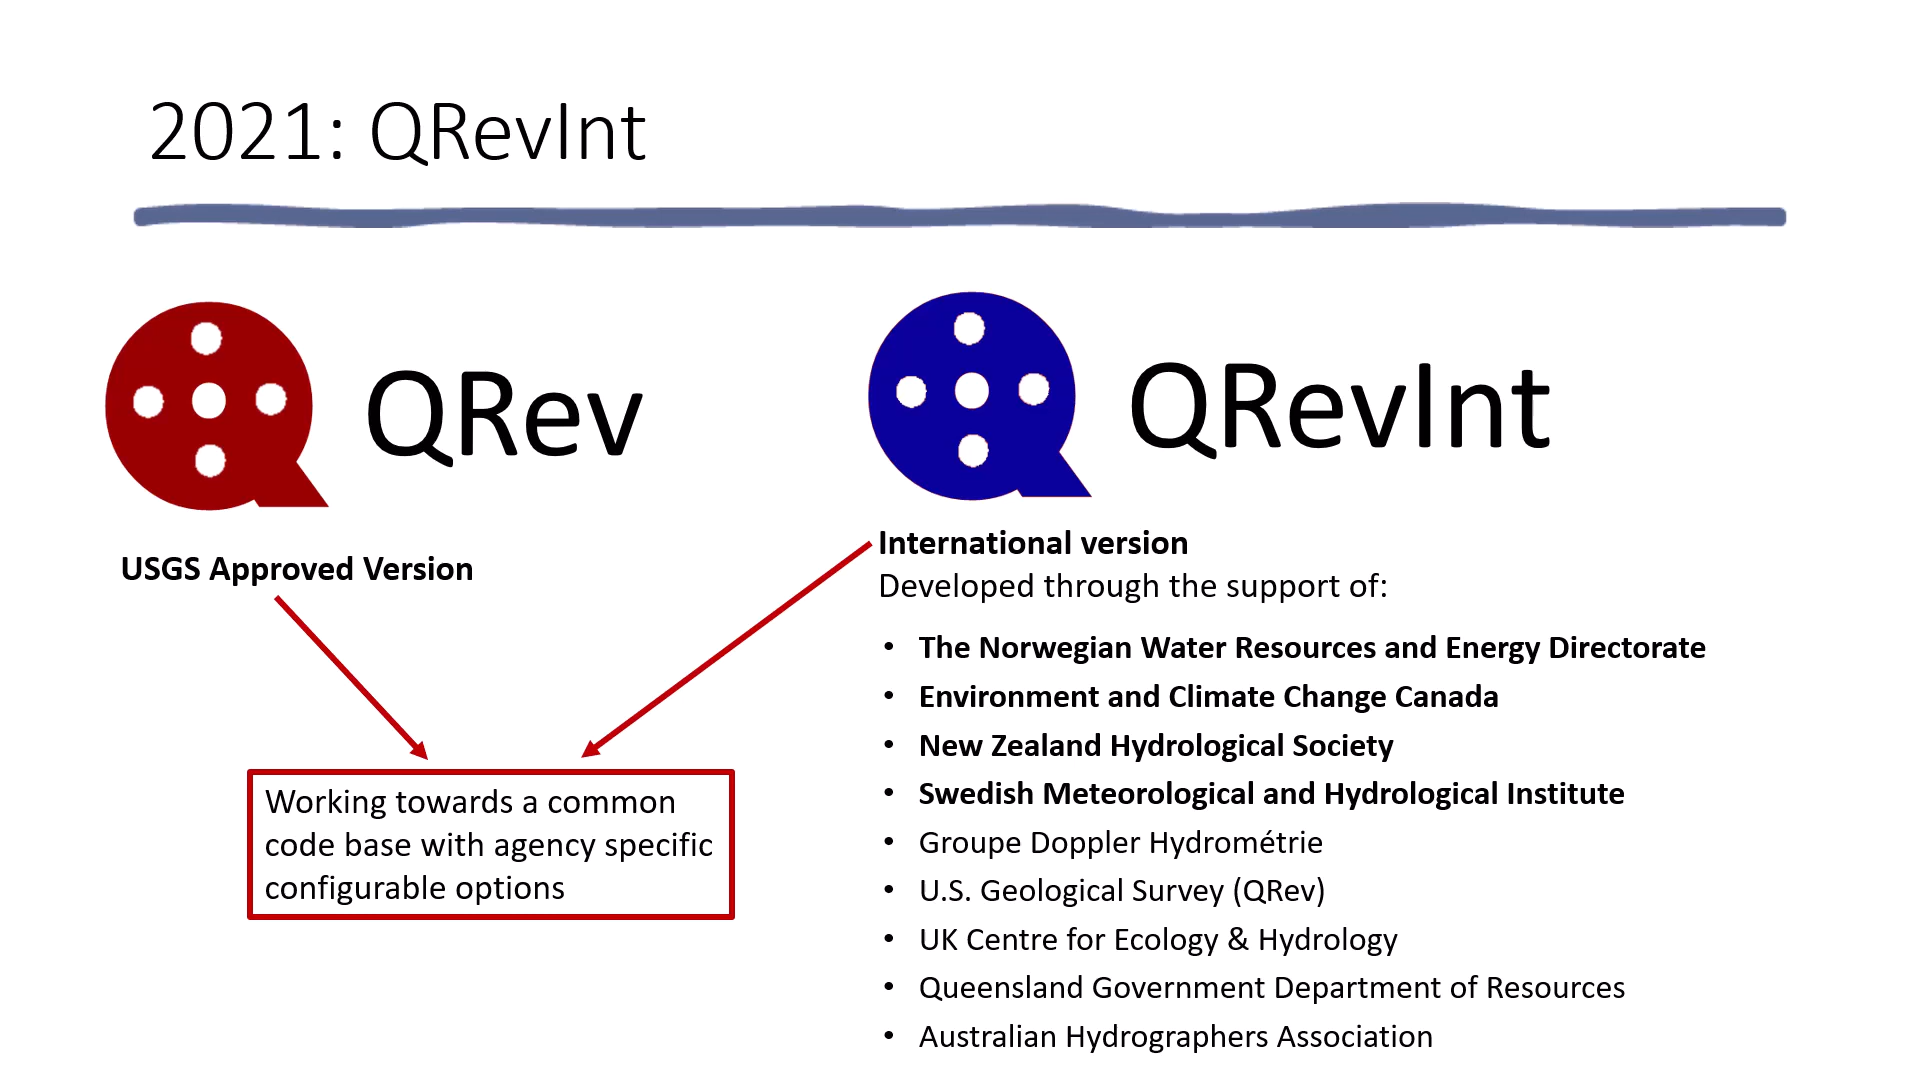 2021: QRevInt
QRev
USGS Approved Version
Working towards a common
code base with agency specific
configurable options
QRevInt
International version
Developed through the support of:
• The Norwegian Water Resources and Energy Directorate
• Environment and Climate Change Canada
• New Zealand Hydrological Society
• Swedish Meteorological and Hydrological Institute
• Groupe Doppler Hydrométrie
• U.S. Geological Survey (QRev)
• UK Centre for Ecology & Hydrology
• Queensland Government Department of Resources
• Australian Hydrographers Association